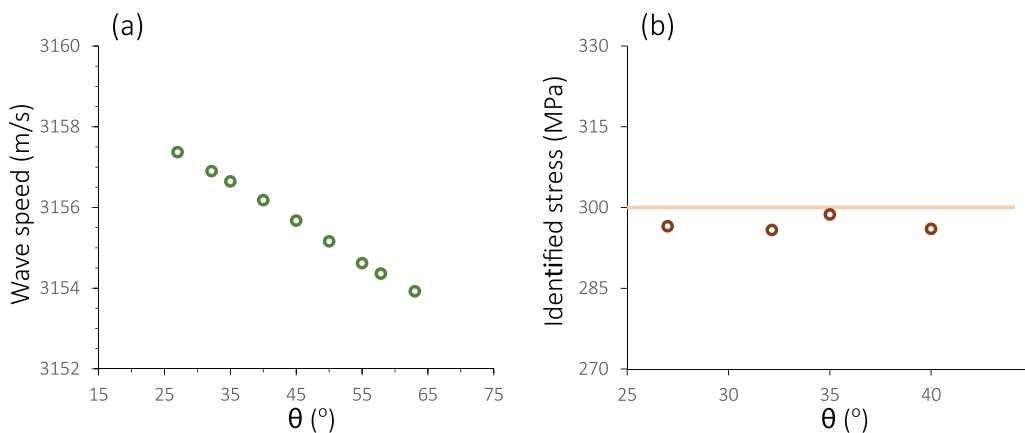 (a)
3160
3158
3156
3154
3152
Wave speed (m/s)
15 25 35 45 55 65 75
θ (º)
(b)
330
315
300
285
270
Identified stress (MPa)
25 30 35 40
θ (º)